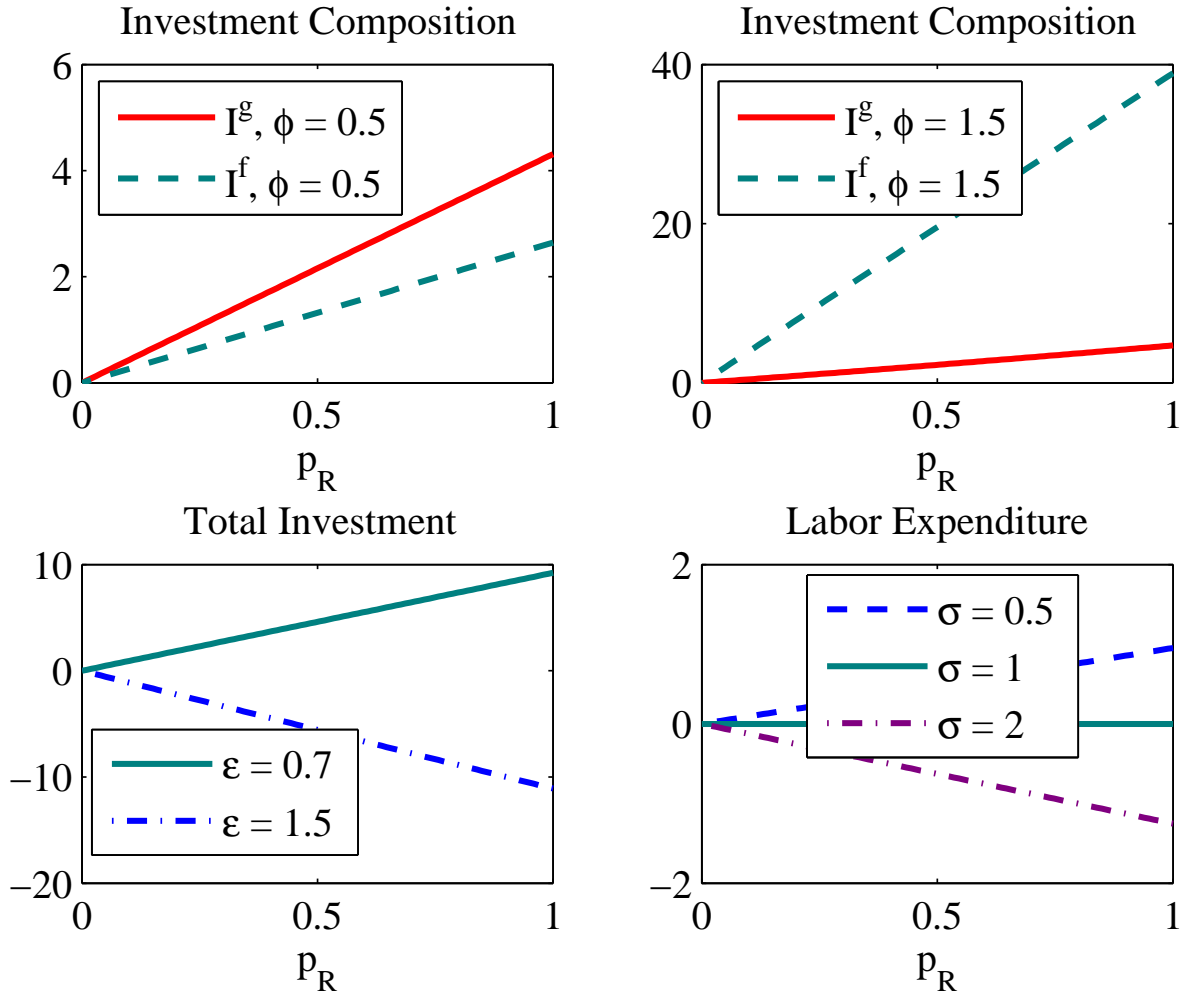 Investment Composition
6
4
2
0
I^g, ϕ = 0.5
I^f, ϕ = 0.5
0 0.5 1
p_R
Investment Composition
40
20
0
I^g, ϕ = 1.5
I^f, ϕ = 1.5
0 0.5 1
p_R
Total Investment
10
0
−10
−20
ε = 0.7
ε = 1.5
0 0.5 1
p_R
Labor Expenditure
2
0
−2
σ = 0.5
σ = 1
σ = 2
0 0.5 1
p_R